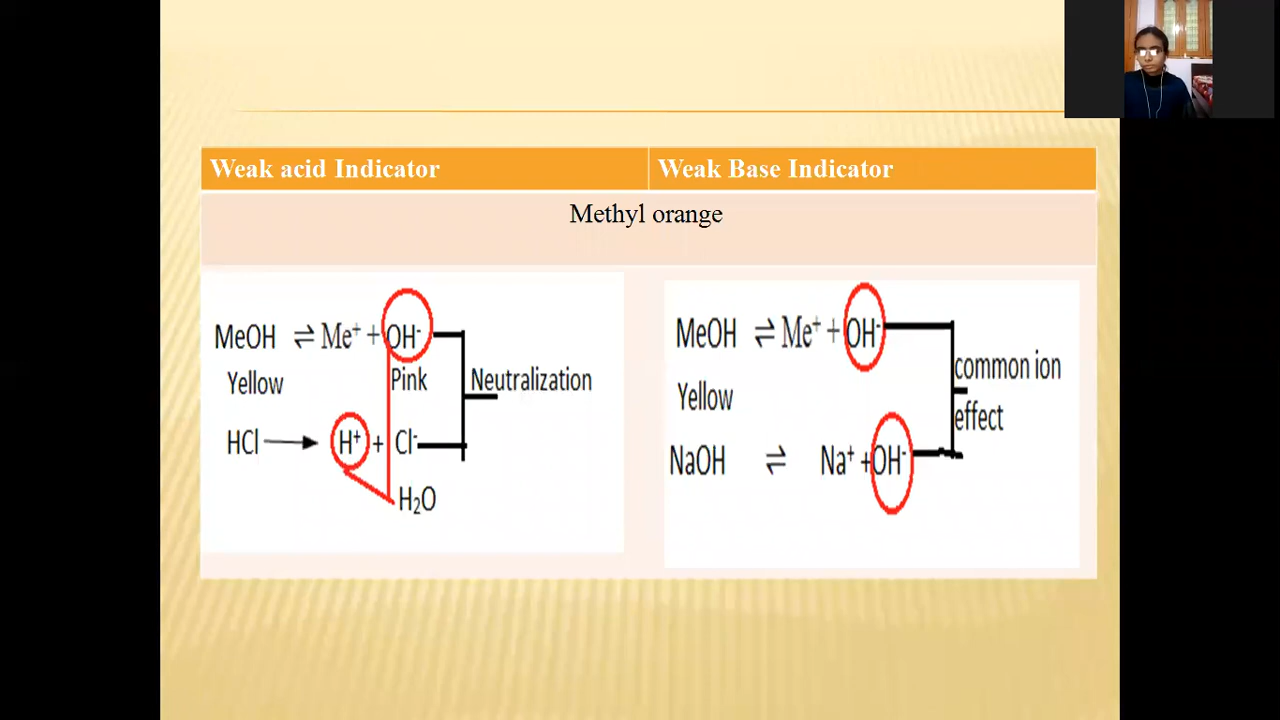 Weak acid Indicator
Weak Base Indicator
Methyl orange
MeOH ⇌ Me⁺ + OH⁻
Yellow
Pink
Neutralization
HCl ⟶ H⁺ + Cl⁻
H₂O
MeOH ⇌ Me⁺ + OH⁻
common ion
Yellow
effect
NaOH ⇌ Na⁺ + OH⁻